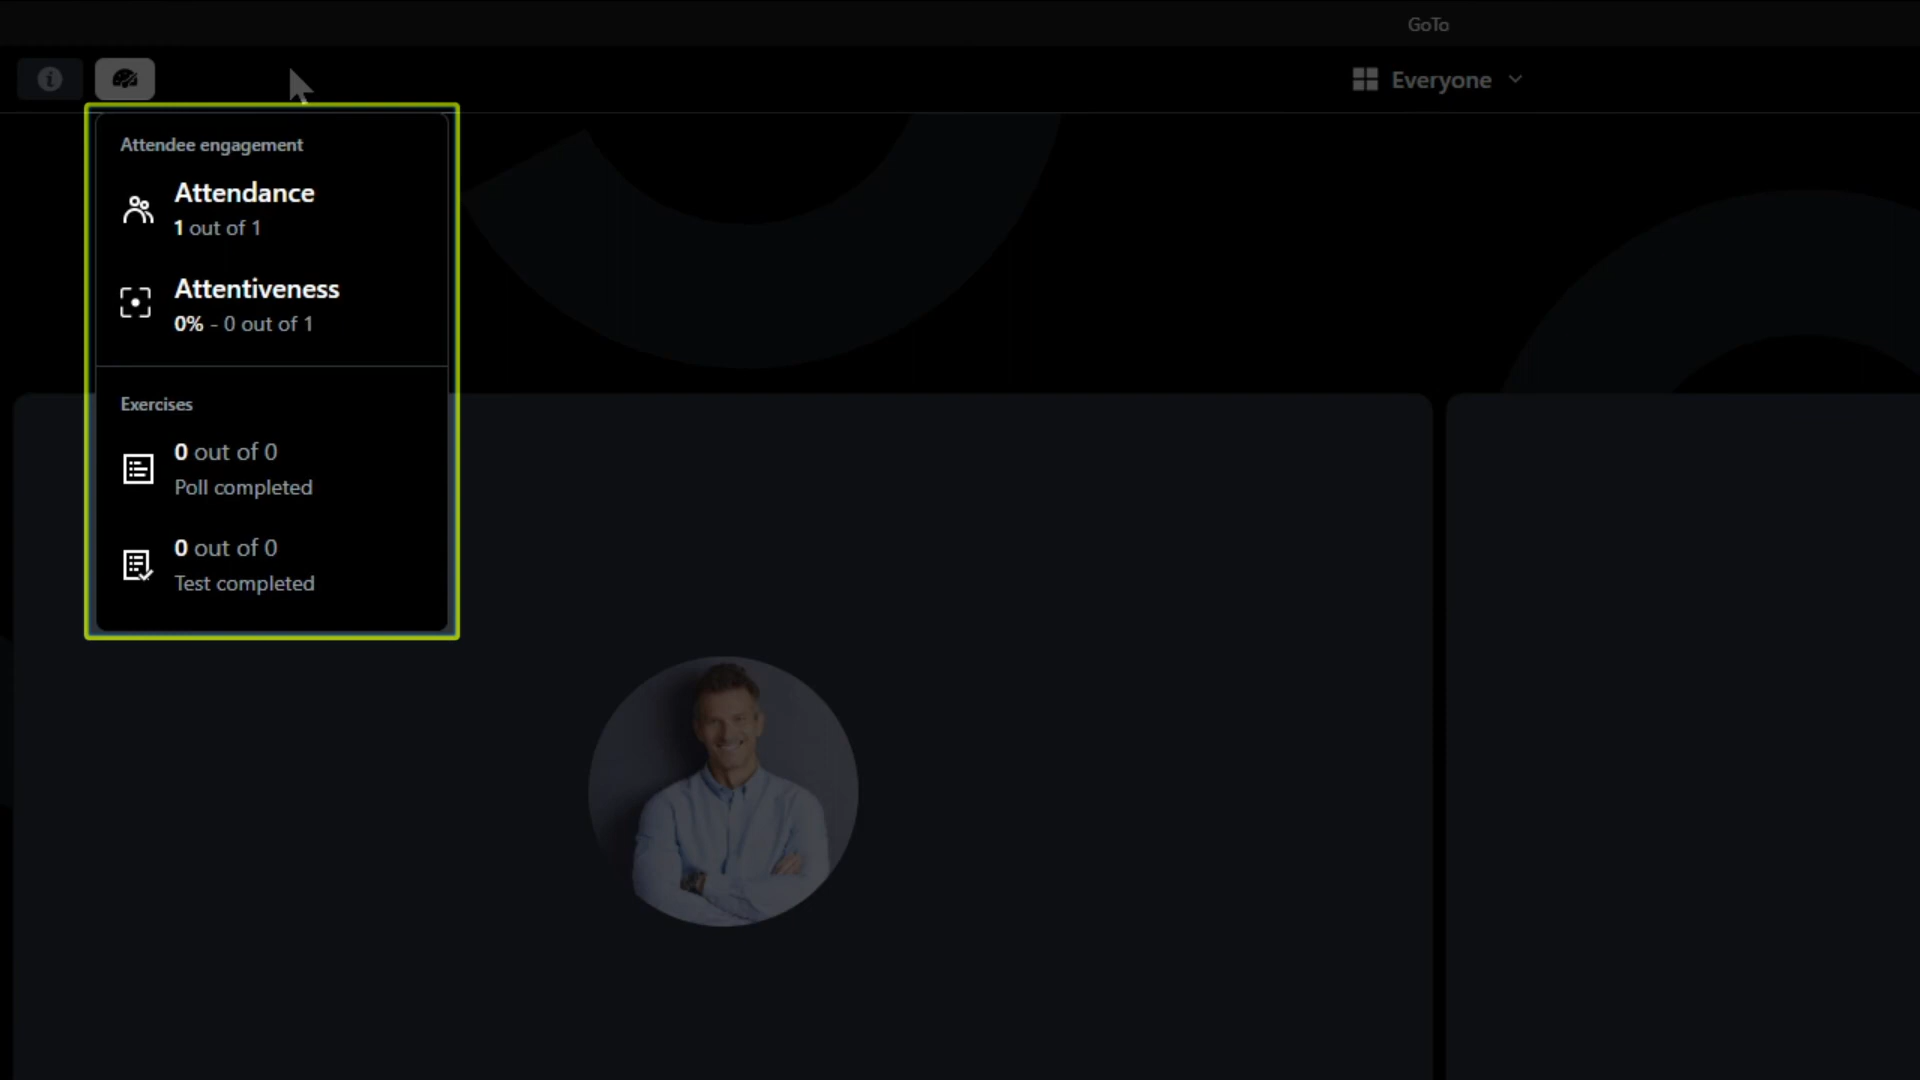 GoTo
Everyone
Attendee engagement
Attendance
1 out of 1
Attentiveness
0% - 0 out of 1
Exercises
0 out of 0
Poll completed
0 out of 0
Test completed